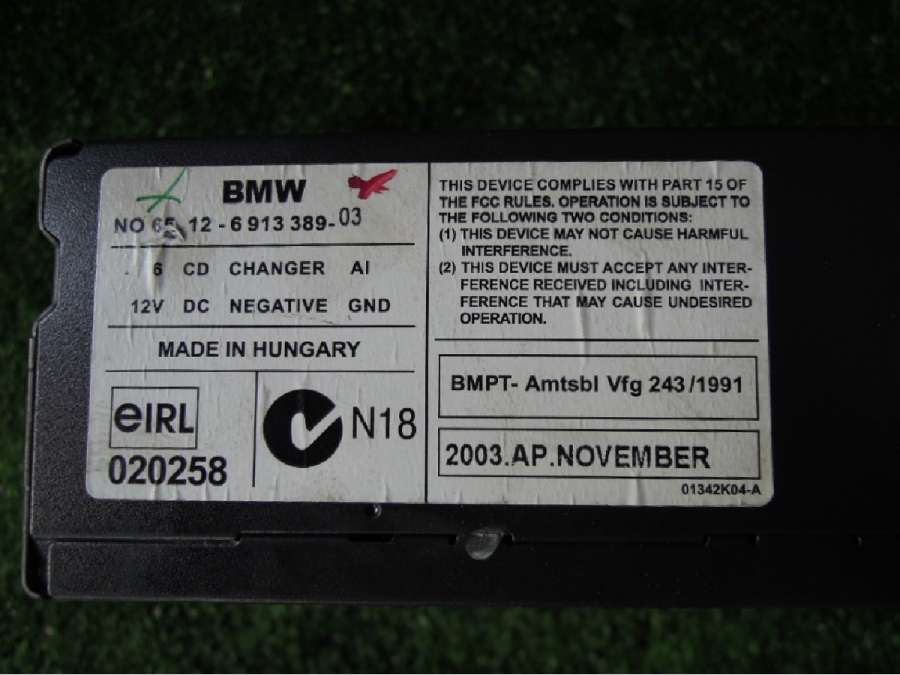 BMW
NO 65 12 - 6 913 389- 03
6 CD CHANGER AI
12V DC NEGATIVE GND
MADE IN HUNGARY
eIRL
020258
N18
THIS DEVICE COMPLIES WITH PART 15 OF
THE FCC RULES. OPERATION IS SUBJECT TO
THE FOLLOWING TWO CONDITIONS:
(1) THIS DEVICE MAY NOT CAUSE HARMFUL
INTERFERENCE.
(2) THIS DEVICE MUST ACCEPT ANY INTER-
FERENCE RECEIVED INCLUDING INTER-
FERENCE THAT MAY CAUSE UNDESIRED
OPERATION.
BMPT- Amtsbl Vfg 243/1991
2003.AP.NOVEMBER
01342K04-A